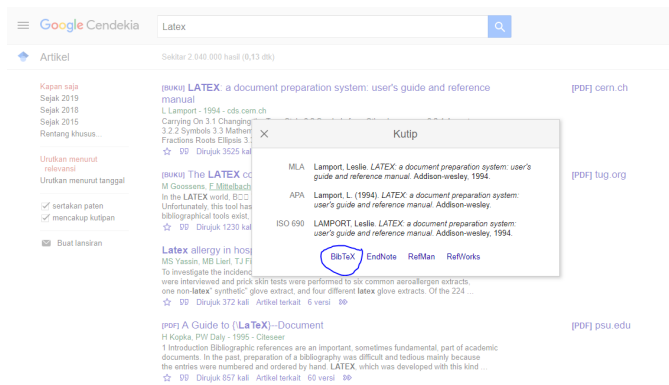 Google Cendekia
Latex
Artikel
Sekitar 2.040.000 hasil (0,13 dtk)
Kapan saja
Sejak 2019
Sejak 2018
Sejak 2015
Rentang khusus...
Urutkan menurut
relevansi
Urutkan menurut tanggal
sertakan paten
mencakup kutipan
Buat lansiran
[BUKU] LATEX: a document preparation system: user's guide and reference
manual
L Lamport - 1994 - cds.cern.ch
Carrying On 3.1 Changing
3.2.2 Symbols 3.3 Mathem
Fractions Roots Ellipsis 3.
Dirujuk 3525 kal
[PDF] cern.ch
[BUKU] The LATEX co
M Goossens, F Mittelbach
In the LATEX world, B
Unfortunately, this tool has
bibliographical tools exist,
Dirujuk 1230 kal
[PDF] tug.org
Kutip
MLA Lamport, Leslie. LATEX: a document preparation system: user's
guide and reference manual. Addison-wesley, 1994.
APA Lamport, L. (1994). LATEX: a document preparation system:
user's guide and reference manual. Addison-wesley.
ISO 690 LAMPORT, Leslie. LATEX: a document preparation system:
user's guide and reference manual. Addison-wesley, 1994.
BibTeX EndNote RefMan RefWorks
Latex allergy in hosp
MS Yassin, MB Lierl, TJ Fi
To investigate the incidenc
were interviewed and prick skin tests were performed to six common aeroallergen extracts,
one non-latex" synthetic" glove extract, and four different latex glove extracts. Of the 224 ...
Dirujuk 372 kali Artikel terkait 6 versi
[PDF] A Guide to {\LaTeX}--Document
H Kopka, PW Daly - 1995 - Citeseer
1 Introduction Bibliographic references are an important, sometimes fundamental, part of academic
documents. In the past, preparation of a bibliography was difficult and tedious mainly because
the entries were numbered and ordered by hand. LATEX, which was developed with this kind ...
Dirujuk 857 kali Artikel terkait 60 versi
[PDF] psu.edu